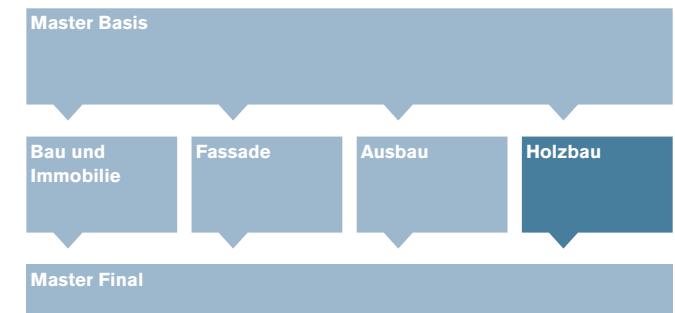 Master Basis
Bau und
Immobilie
Fassade
Ausbau
Holzbau
Master Final